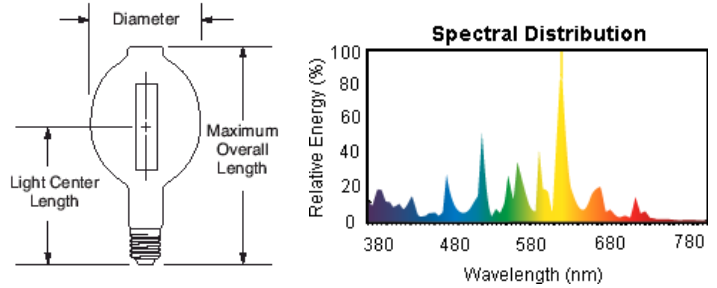 Diameter
Maximum
Overall
Length
Light Center
Length
Spectral Distribution
Relative Energy (%)
100
80
60
40
20
0
380
480
580
680
780
Wavelength (nm)